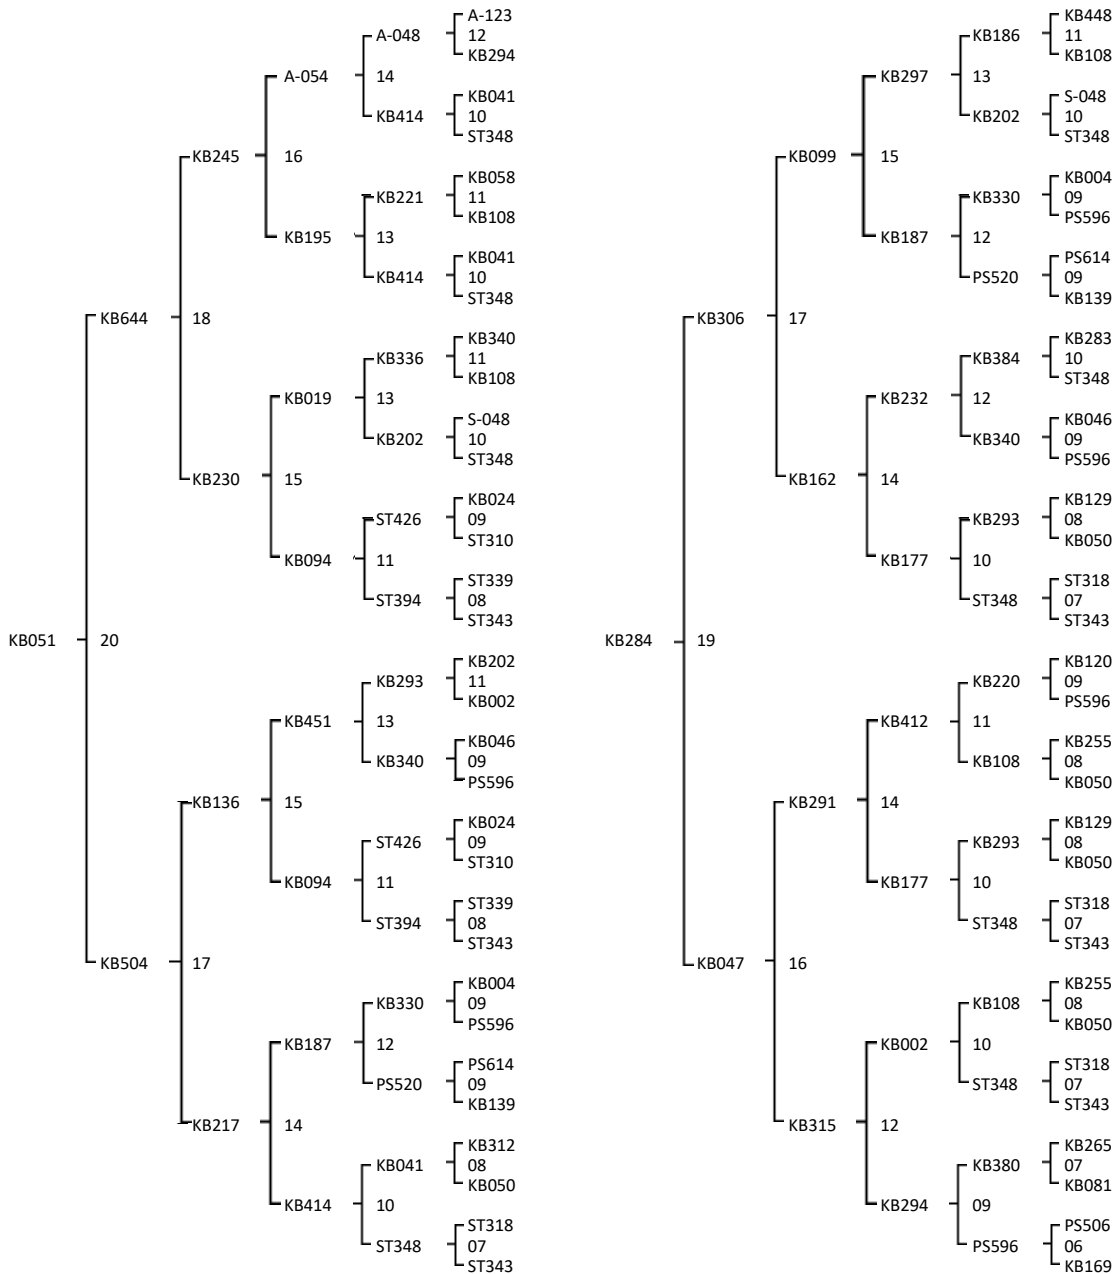 A-123
A-048 12
KB294
A-054 14
KB041
KB414 10
ST348
KB245 16
KB058
KB221 11
KB108
KB195 13
KB041
KB414 10
ST348
KB644 18
KB340
KB336 11
KB108
KB019 13
S-048
KB202 10
ST348
KB230 15
KB024
ST426 09
ST310
KB094 11
ST339
ST394 08
ST343
KB051 20
KB202
KB293 11
KB002
KB451 13
KB046
KB340 09
PS596
KB136 15
KB024
ST426 09
ST310
KB094 11
ST339
ST394 08
ST343
KB504 17
KB004
KB330 09
PS596
KB187 12
PS614
PS520 09
KB139
KB217 14
KB312
KB041 08
KB050
KB414 10
ST318
ST348 07
ST343
KB448
KB186 11
KB108
KB297 13
S-048
KB202 10
ST348
KB099 15
KB004
KB330 09
PS596
KB187 12
PS614
PS520 09
KB139
KB306 17
KB283
KB384 10
ST348
KB232 12
KB046
KB340 09
PS596
KB162 14
KB129
KB293 08
KB050
KB177 10
ST318
ST348 07
ST343
KB284 19
KB120
KB220 09
PS596
KB412 11
KB255
KB108 08
KB050
KB291 14
KB129
KB293 08
KB050
KB177 10
ST318
ST348 07
ST343
KB047 16
KB255
KB108 08
KB050
KB002 10
ST318
ST348 07
ST343
KB315 12
KB265
KB380 07
KB081
KB294 09
PS506
PS596 06
KB169